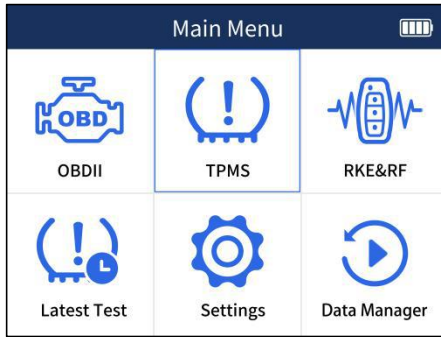 Main Menu
OBD
OBDII
TPMS
RKE&RF
Latest Test
Settings
Data Manager